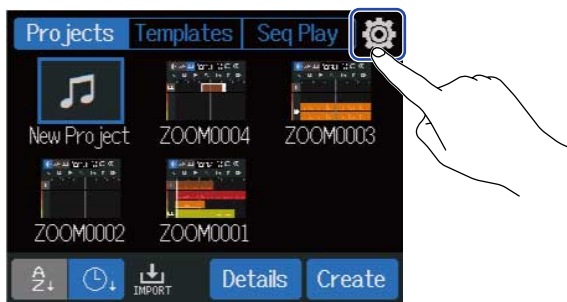 Projects Templates Seq Play
New Project ZOOM0004 ZOOM0003
ZOOM0002 ZOOM0001
A
Z↓ IMPORT Details Create